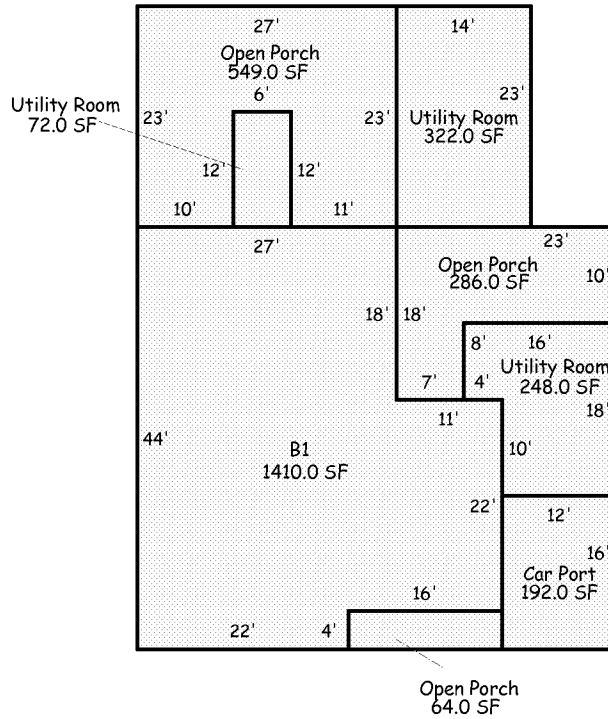 27' 14'
Open Porch
549.0 SF
6'
Utility Room
72.0 SF
23' 23' 23'
Utility Room
322.0 SF
12' 12'
10' 11'
27' 23'
Open Porch
286.0 SF
10'
18' 18'
8' 16'
Utility Room
248.0 SF
7' 4'
18'
11'
44'
B1
1410.0 SF
10'
22' 12'
16'
Car Port
192.0 SF
16'
22' 4'
Open Porch
64.0 SF